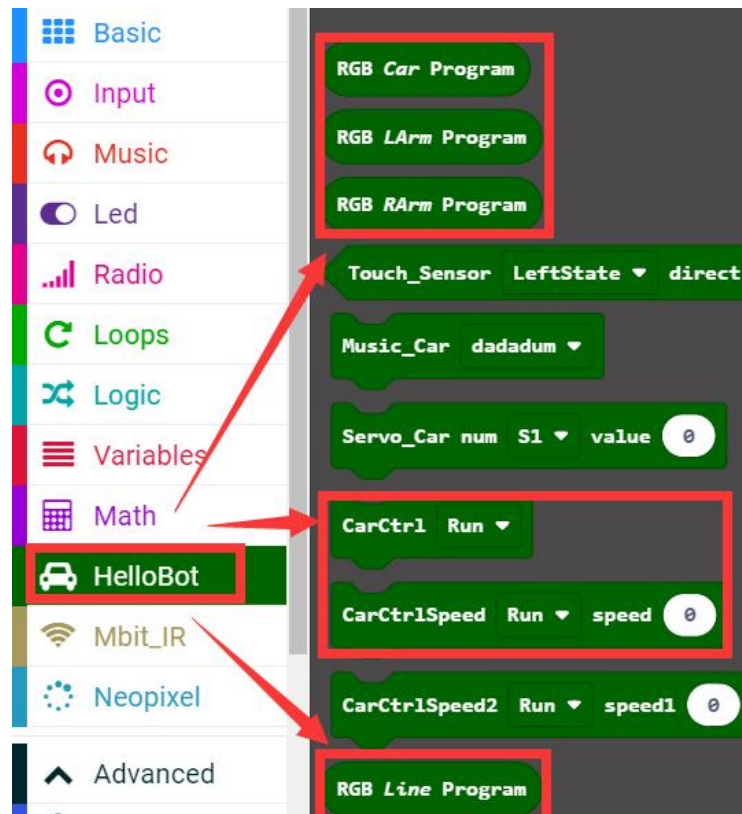 Basic
Input
Music
Led
Radio
Loops
Logic
Variables
Math
HelloBot
Mbit_IR
Neopixel
Advanced
RGB Car Program
RGB LArm Program
RGB RArm Program
Touch_Sensor LeftState direct
Music_Car dadadum
Servo_Car num S1 value 0
CarCtrl Run
CarCtrlSpeed Run speed 0
CarCtrlSpeed2 Run speed1 0
RGB Line Program